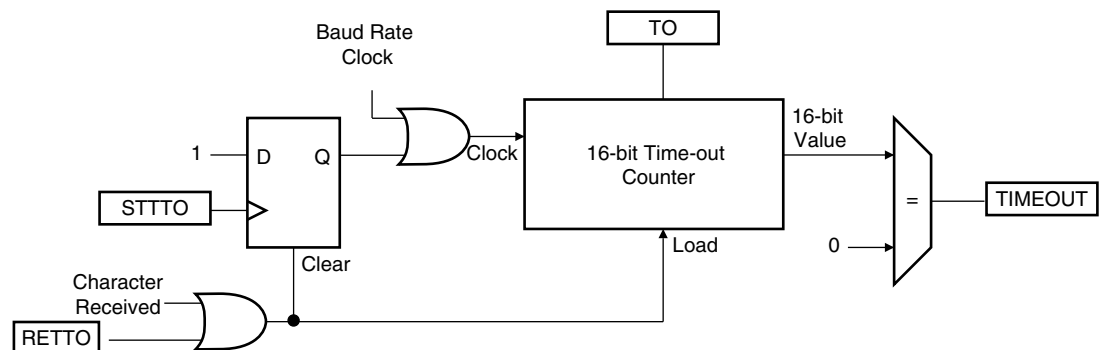 TO
Baud Rate
Clock
16-bit
Value
1
D
Q
Clock
16-bit Time-out
Counter
=
TIMEOUT
STTTO
0
Load
Clear
Character
Received
RETTO